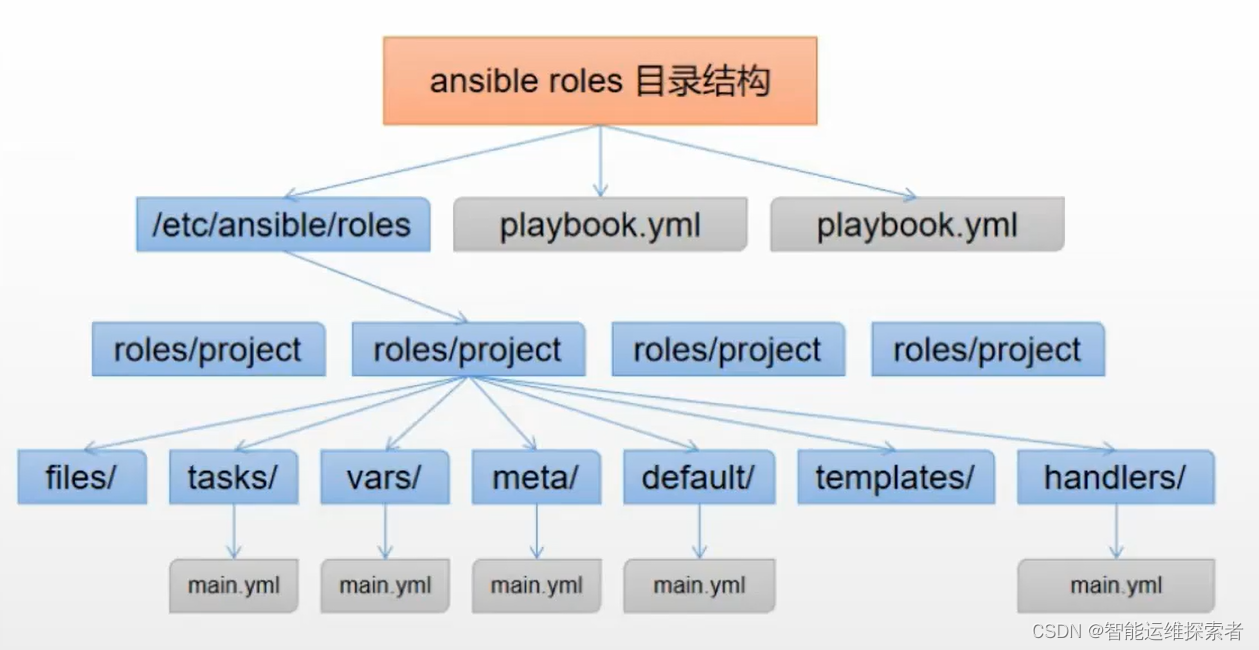 ansible roles 目录结构
/etc/ansible/roles
playbook.yml
playbook.yml
roles/project
roles/project
roles/project
roles/project
files/
tasks/
vars/
meta/
default/
templates/
handlers/
main.yml
main.yml
main.yml
main.yml
main.yml
CSDN @智能运维探索者